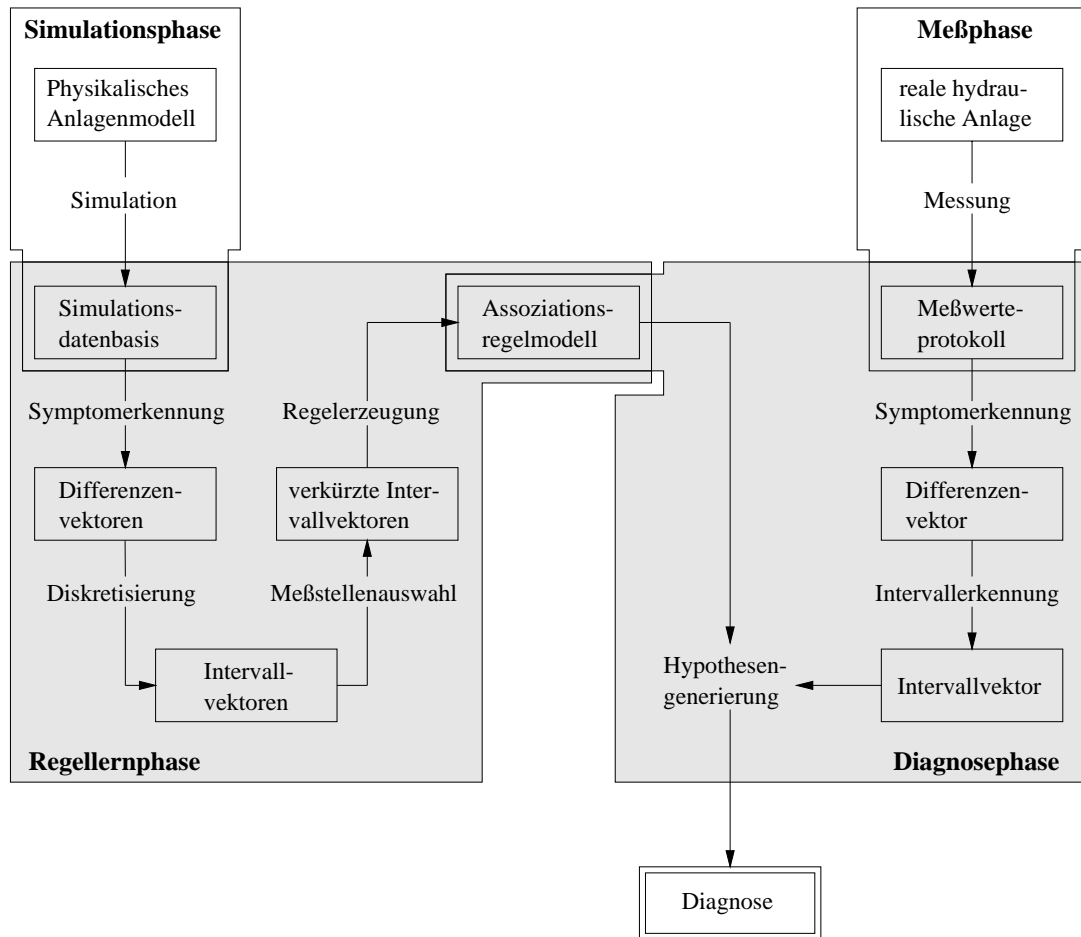 Simulationsphase
Physikalisches
Anlagenmodell
Simulation
Simulations-
datenbasis
Symptomerkennung
Differenzen-
vektoren
Diskretisierung
Intervall-
vektoren
Meßstellenauswahl
verkürzte Inter-
vallvektoren
Regelerzeugung
Assoziations-
regelmodell
Regellernphase
Meßphase
reale hydrau-
lische Anlage
Messung
Meßwerte-
protokoll
Symptomerkennung
Differenzen-
vektor
Intervallerkennung
Intervallvektor
Hypothesen-
generierung
Diagnosephase
Diagnose